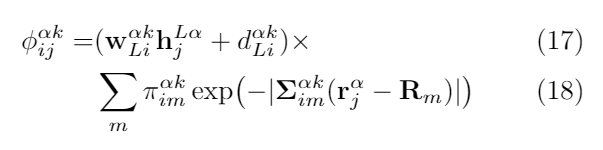 ϕ_{ij}^{αk} =(𝐰_{Li}^{αk} 𝐡_j^{Lα} + d_{Li}^{αk})× (17)
∑_m π_{im}^{αk} exp(−|𝚺_{im}^{αk}(𝐫_j^α − 𝐑_m)|) (18)